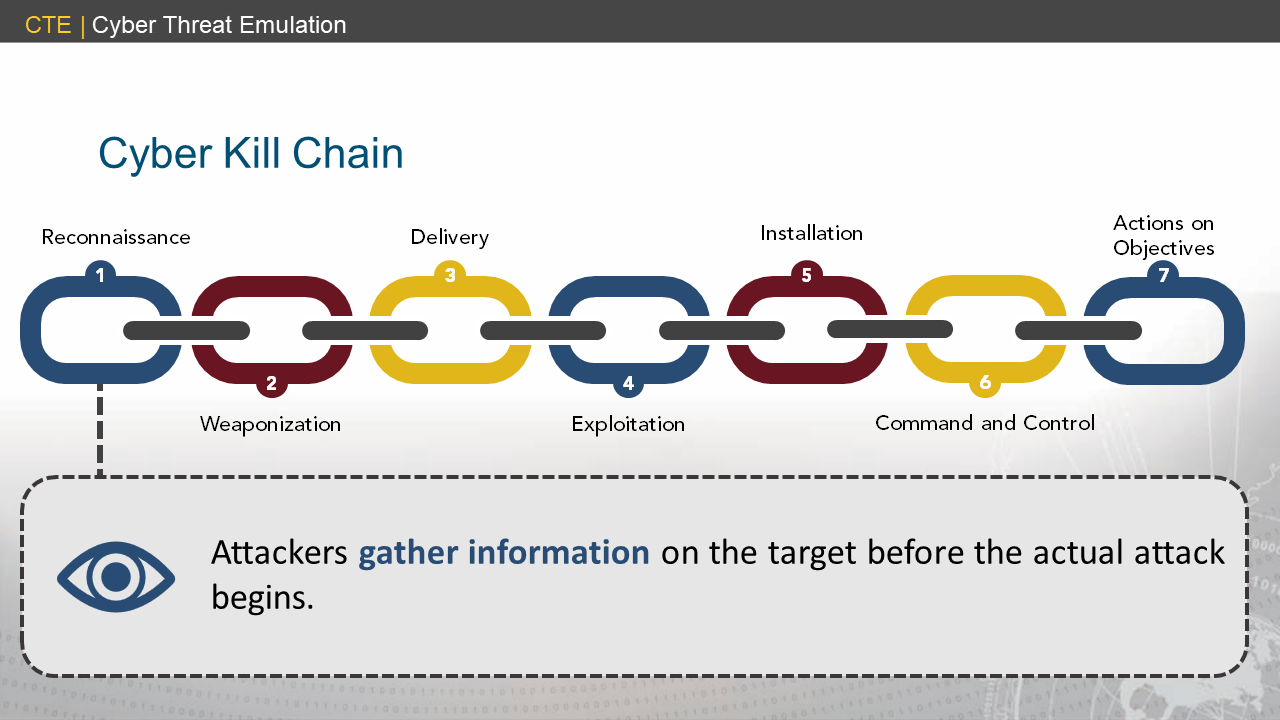 CTE | Cyber Threat Emulation
Cyber Kill Chain
Reconnaissance
Delivery
Installation
Actions on
Objectives
1
3
5
7
2
4
6
Weaponization
Exploitation
Command and Control
Attackers gather information on the target before the actual attack
begins.